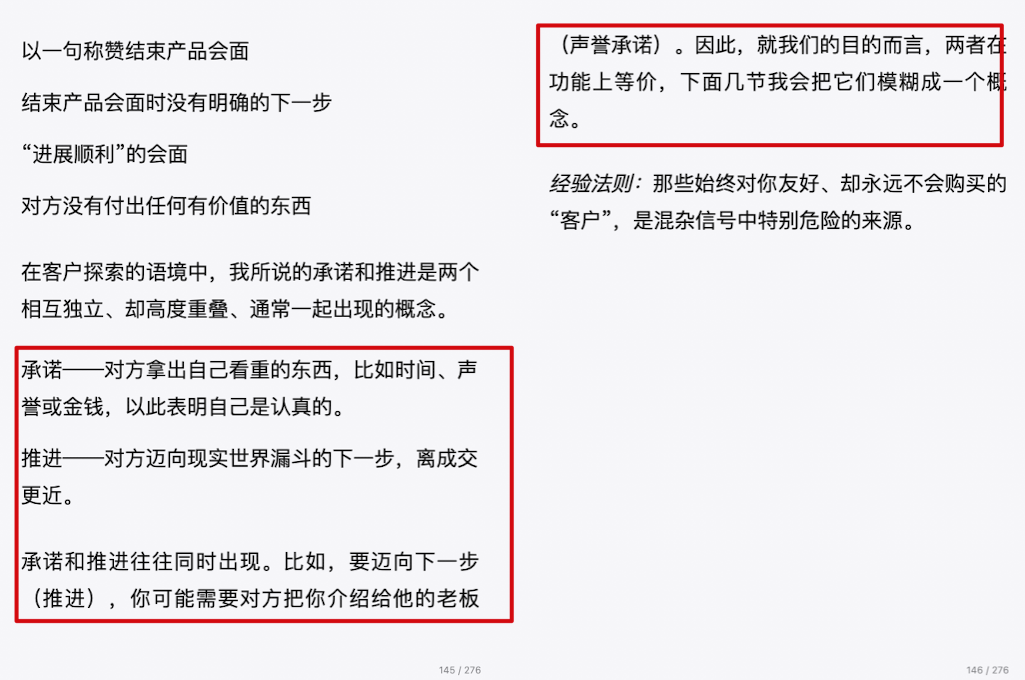 以一句称赞结束产品会面
结束产品会面时没有明确的下一步
“进展顺利”的会面
对方没有付出任何有价值的东西
在客户探索的语境中，我所说的承诺和推进是两个
相互独立、却高度重叠、通常一起出现的概念。
承诺——对方拿出自己看重的东西，比如时间、声
誉或金钱，以此表明自己是认真的。
推进——对方迈向现实世界漏斗的下一步，离成交
更近。
承诺和推进往往同时出现。比如，要迈向下一步
（推进），你可能需要对方把你介绍给他的老板
145 / 276
（声誉承诺）。因此，就我们的目的而言，两者在
功能上等价，下面几节我会把它们模糊成一个概
念。
经验法则：那些始终对你友好、却永远不会购买的
“客户”，是混杂信号中特别危险的来源。
146 / 276